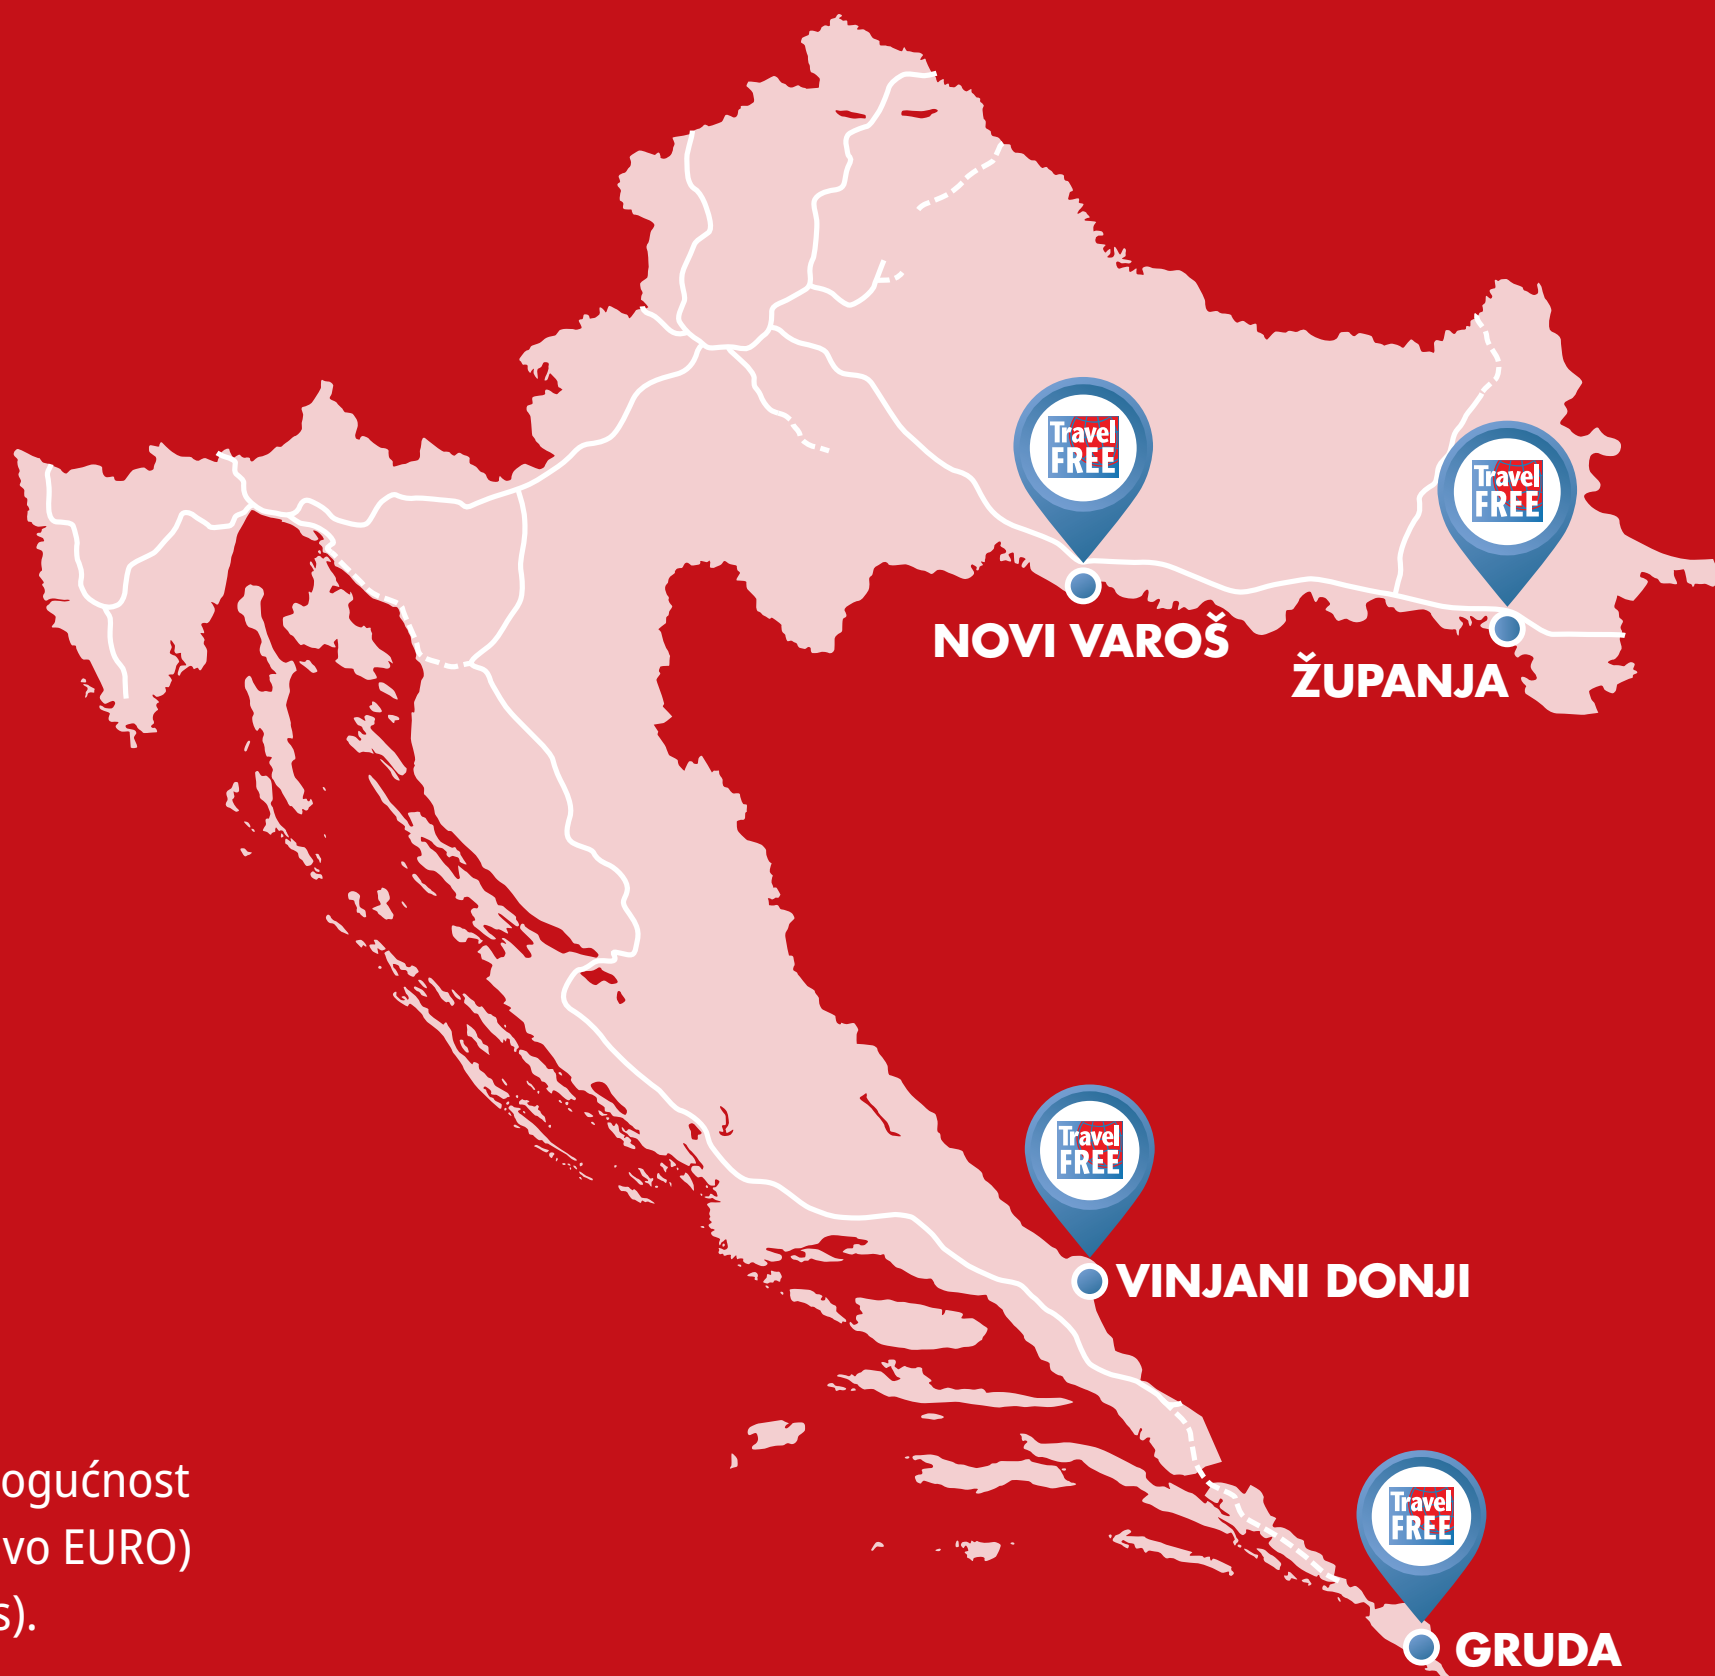 Travel
FREE
Travel
FREE
NOVI VAROŠ
ŽUPANJA
Travel
FREE
VINJANI DONJI
ogućnost
vo EURO)
s).
Travel
FREE
GRUDA